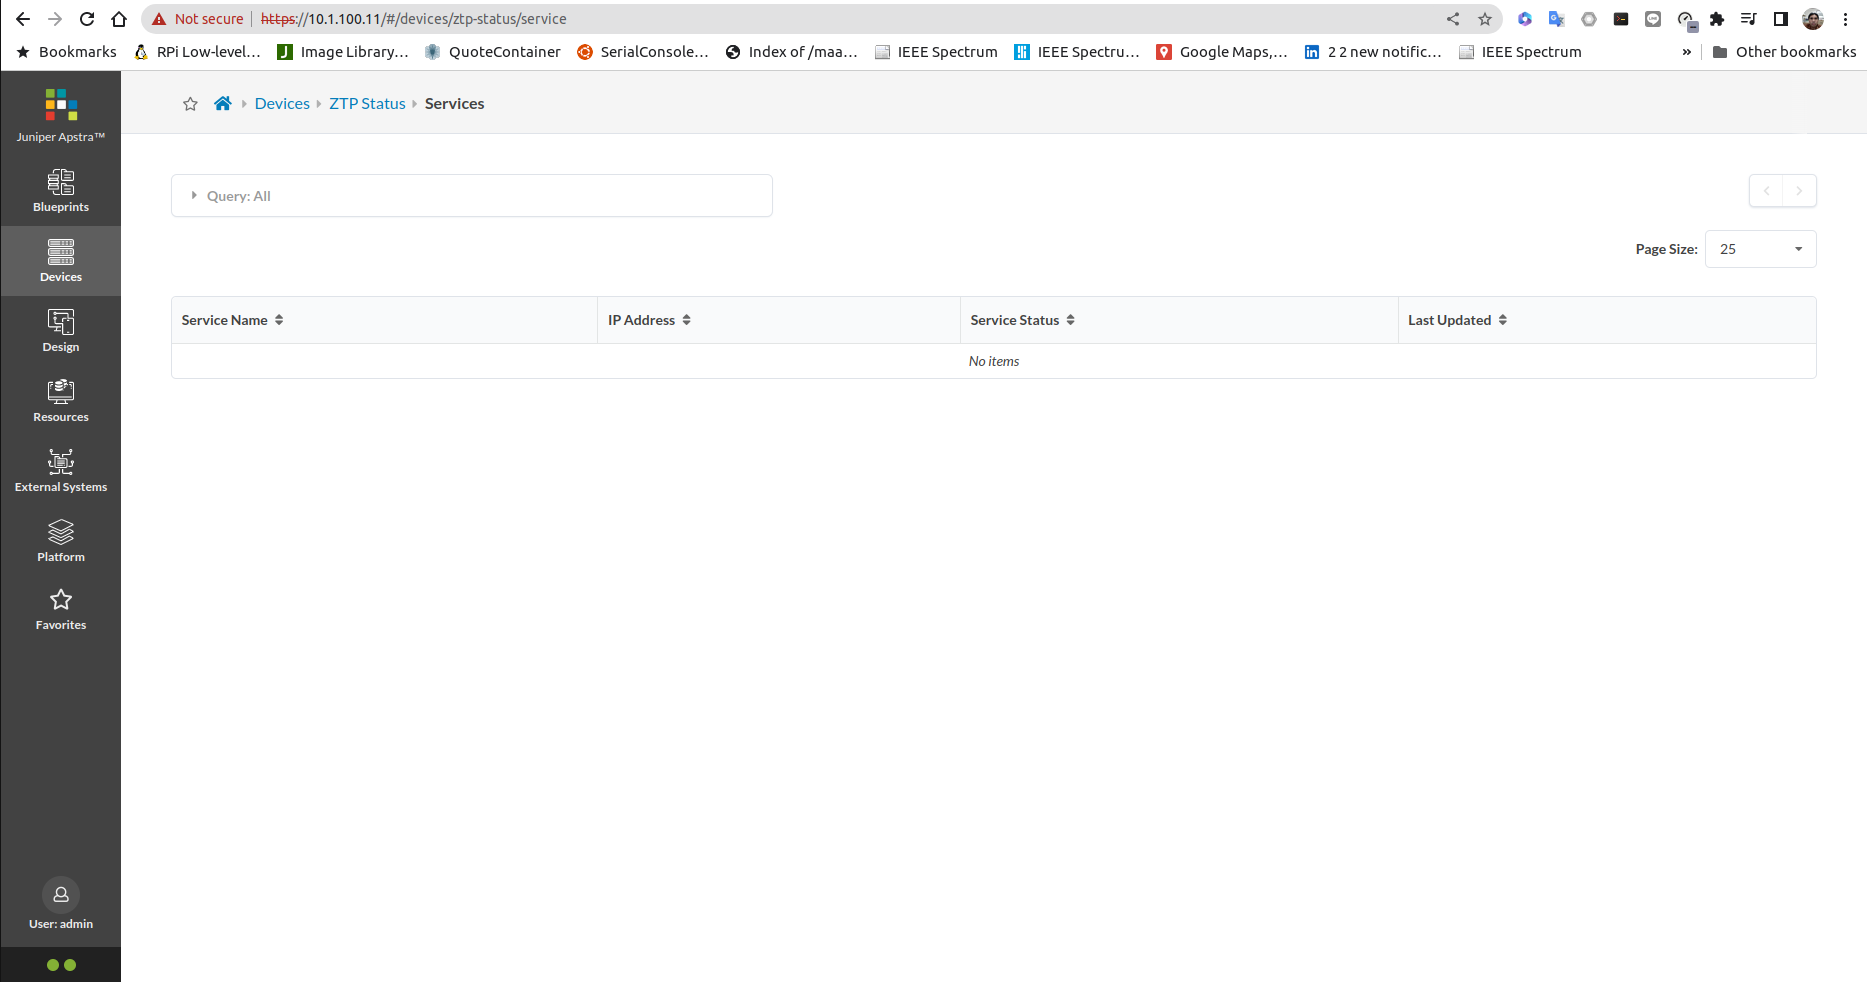 Not secure https://10.1.100.11/#/devices/ztp-status/service
Bookmarks RPi Low-level… Image Library… QuoteContainer SerialConsole… Index of /maa… IEEE Spectrum IEEE Spectru… Google Maps,… 2 2 new notific… IEEE Spectrum » Other bookmarks
Juniper Apstra™
Blueprints
Devices
Design
Resources
External Systems
Platform
Favorites
User: admin
Devices ZTP Status Services
Query: All
Page Size: 25
Service Name IP Address Service Status Last Updated
No items